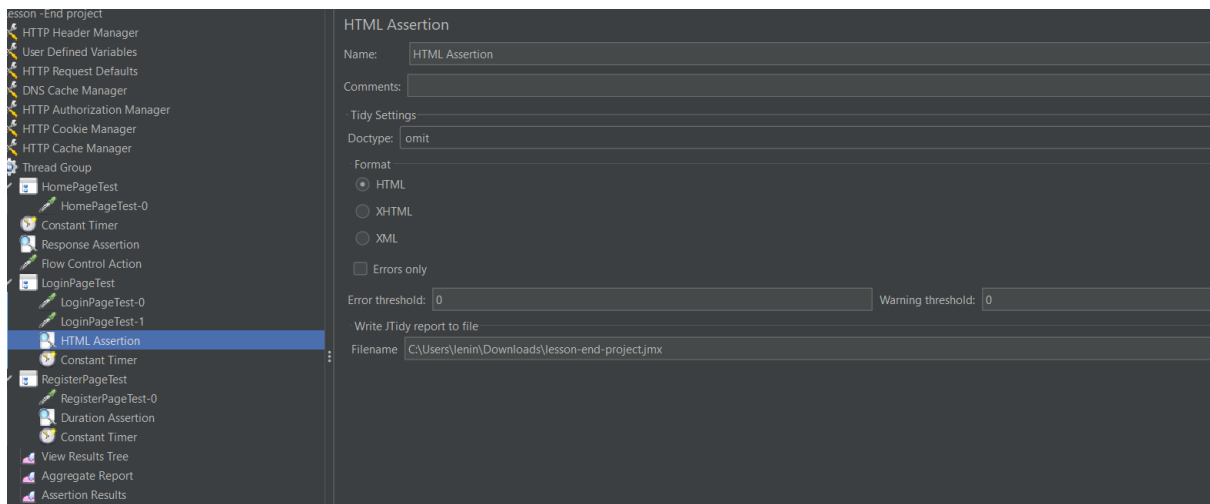 esson -End project
HTTP Header Manager
User Defined Variables
HTTP Request Defaults
DNS Cache Manager
HTTP Authorization Manager
HTTP Cookie Manager
HTTP Cache Manager
Thread Group
HomePageTest
HomePageTest-0
Constant Timer
Response Assertion
Flow Control Action
LoginPageTest
LoginPageTest-0
LoginPageTest-1
HTML Assertion
Constant Timer
RegisterPageTest
RegisterPageTest-0
Duration Assertion
Constant Timer
View Results Tree
Aggregate Report
Assertion Results
HTML Assertion
Name: HTML Assertion
Comments:
Tidy Settings
Doctype: omit
Format
HTML
XHTML
XML
Errors only
Error threshold: 0 Warning threshold: 0
Write JTidy report to file
Filename C:\Users\lenin\Downloads\lesson-end-project.jmx